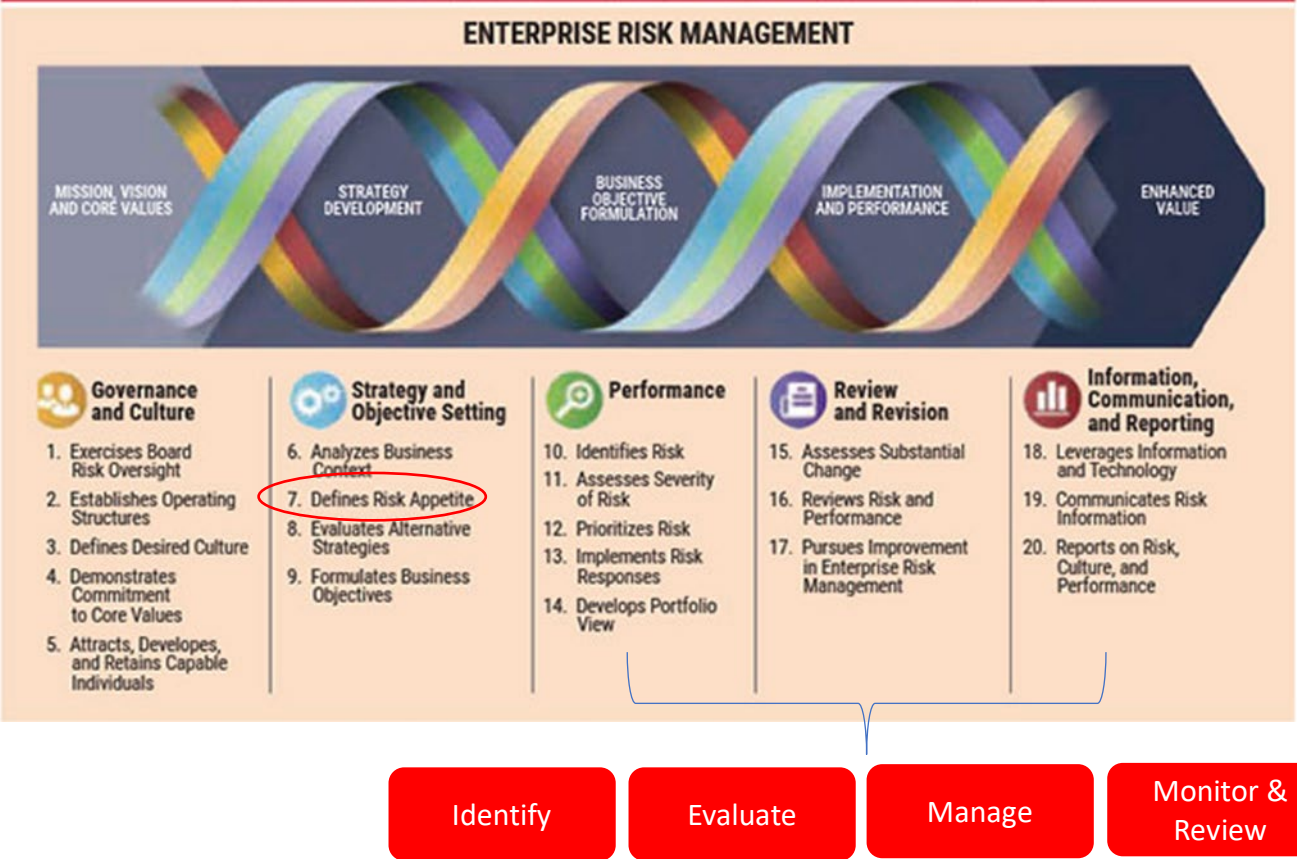 ENTERPRISE RISK MANAGEMENT
MISSION, VISION
AND CORE VALUES
STRATEGY
DEVELOPMENT
BUSINESS
OBJECTIVE
FORMULATION
IMPLEMENTATION
AND PERFORMANCE
ENHANCED
VALUE
Governance
and Culture
1. Exercises Board
Risk Oversight
2. Establishes Operating
Structures
3. Defines Desired Culture
4. Demonstrates
Commitment
to Core Values
5. Attracts, Developes,
and Retains Capable
Individuals
Strategy and
Objective Setting
6. Analyzes Business
Context
7. Defines Risk Appetite
8. Evaluates Alternative
Strategies
9. Formulates Business
Objectives
Performance
10. Identifies Risk
11. Assesses Severity
of Risk
12. Prioritizes Risk
13. Implements Risk
Responses
14. Develops Portfolio
View
Review
and Revision
15. Assesses Substantial
Change
16. Reviews Risk and
Performance
17. Pursues Improvement
in Enterprise Risk
Management
Information,
Communication,
and Reporting
18. Leverages Information
and Technology
19. Communicates Risk
Information
20. Reports on Risk,
Culture, and
Performance
Identify
Evaluate
Manage
Monitor &
Review